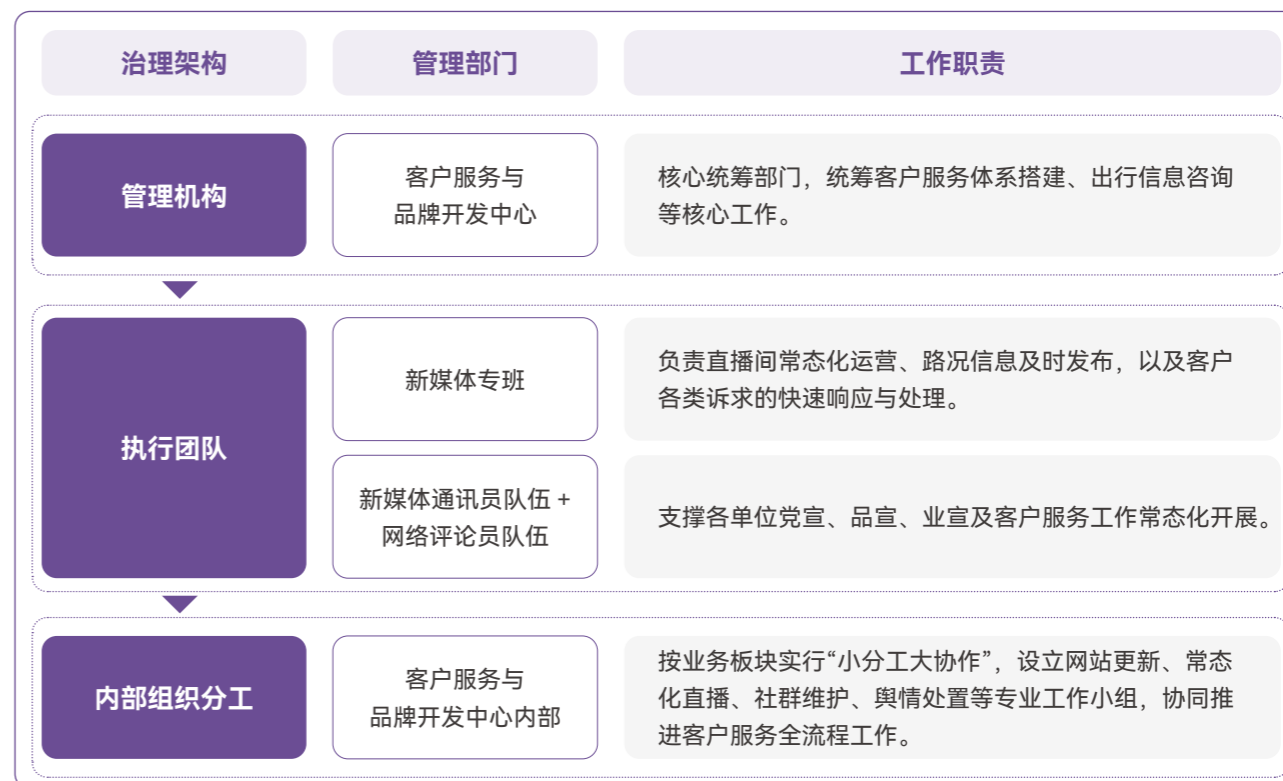 治理架构
管理部门
工作职责
管理机构
客户服务与
品牌开发中心
核心统筹部门，统筹客户服务体系搭建、出行信息咨询
等核心工作。
执行团队
新媒体专班
负责直播间常态化运营、路况信息及时发布，以及客户
各类诉求的快速响应与处理。
新媒体通讯员队伍 +
网络评论员队伍
支撑各单位党宣、品宣、业宣及客户服务工作常态化开展。
内部组织分工
客户服务与
品牌开发中心内部
按业务板块实行“小分工大协作”，设立网站更新、常态
化直播、社群维护、舆情处置等专业工作小组，协同推
进客户服务全流程工作。